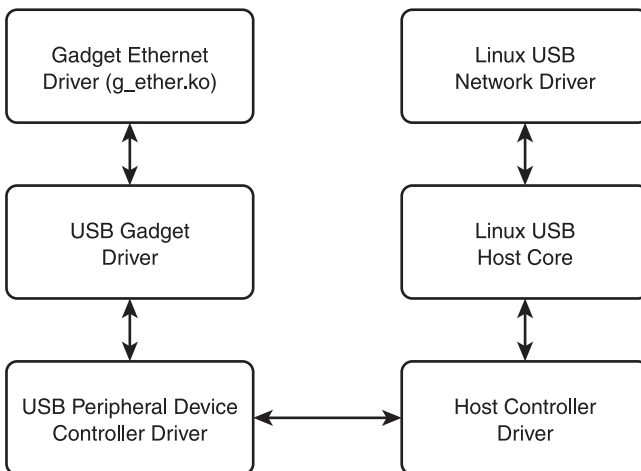 Gadget Ethernet
Driver (g_ether.ko)
Linux USB
Network Driver
USB Gadget
Driver
Linux USB
Host Core
USB Peripheral Device
Controller Driver
Host Controller
Driver